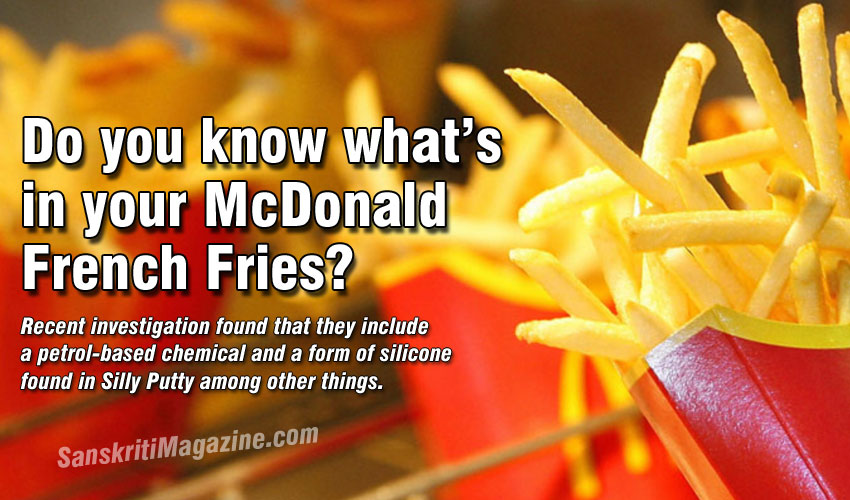 Do you know what's
in your McDonald
French Fries?
Recent investigation found that they include
a petrol-based chemical and a form of silicone
found in Silly Putty among other things.
SanskritiMagazine.com